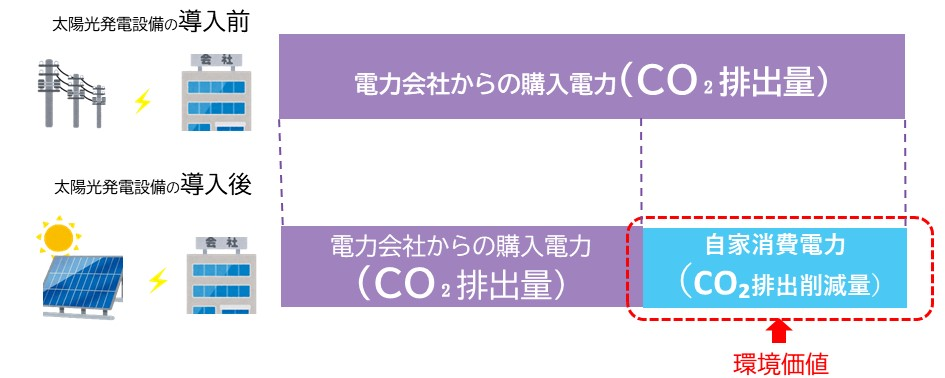 太陽光発電設備の導入前
会 社
電力会社からの購入電力(CO2排出量)
太陽光発電設備の導入後
会 社
電力会社からの購入電力
(CO2排出量)
自家消費電力
(CO2排出削減量)
環境価値